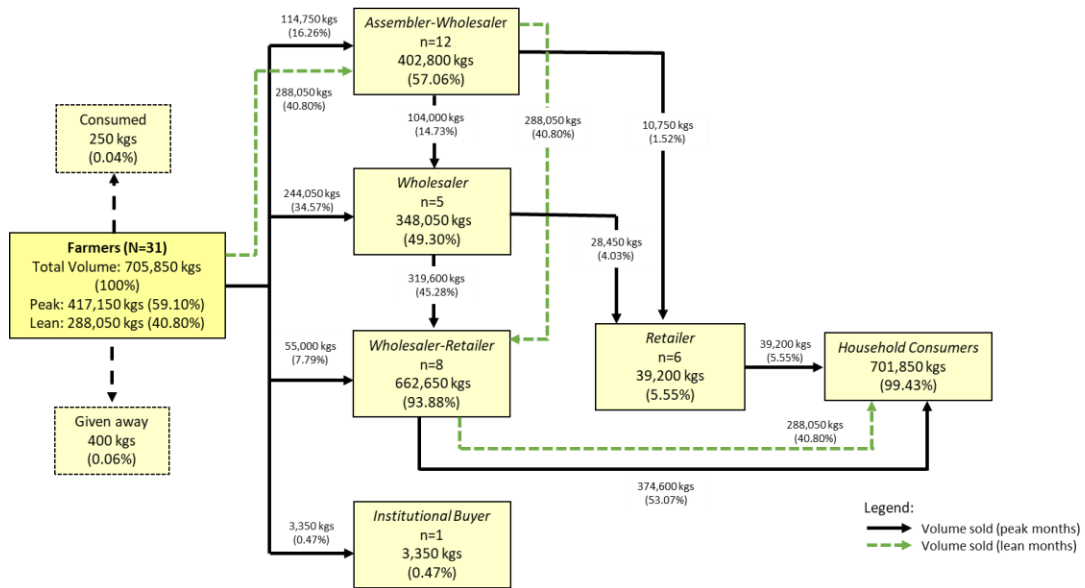 114,750 kgs
(16.26%)
Assembler-Wholesaler
n=12
402,800 kgs
(57.06%)
288,050 kgs
(40.80%)
Consumed
250 kgs
(0.04%)
104,000 kgs
(14.73%)
288,050 kgs
(40.80%)
10,750 kgs
(1.52%)
244,050 kgs
(34.57%)
Wholesaler
n=5
348,050 kgs
(49.30%)
Farmers (N=31)
Total Volume: 705,850 kgs
(100%)
Peak: 417,150 kgs (59.10%)
Lean: 288,050 kgs (40.80%)
28,450 kgs
(4.03%)
319,600 kgs
(45.28%)
55,000 kgs
(7.79%)
Wholesaler-Retailer
n=8
662,650 kgs
(93.88%)
Retailer
n=6
39,200 kgs
(5.55%)
39,200 kgs
(5.55%)
Household Consumers
701,850 kgs
(99.43%)
Given away
400 kgs
(0.06%)
288,050 kgs
(40.80%)
374,600 kgs
(53.07%)
3,350 kgs
(0.47%)
Institutional Buyer
n=1
3,350 kgs
(0.47%)
Legend:
Volume sold (peak months)
Volume sold (lean months)